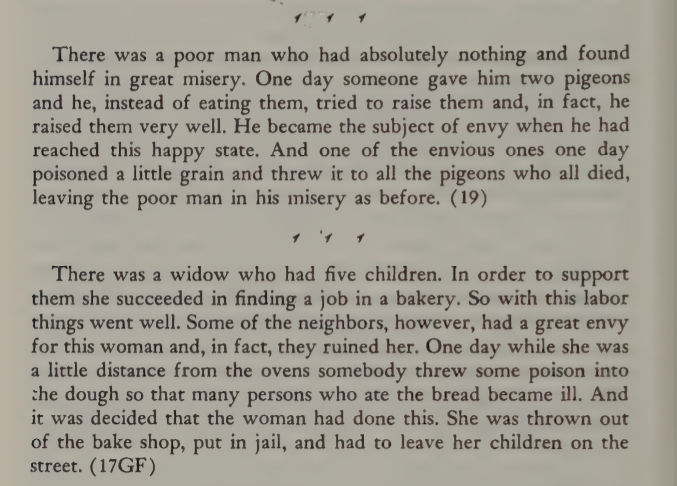 There was a poor man who had absolutely nothing and found
himself in great misery. One day someone gave him two pigeons
and he, instead of eating them, tried to raise them and, in fact, he
raised them very well. He became the subject of envy when he had
reached this happy state. And one of the envious ones one day
poisoned a little grain and threw it to all the pigeons who all died,
leaving the poor man in his misery as before. (19)
There was a widow who had five children. In order to support
them she succeeded in finding a job in a bakery. So with this labor
things went well. Some of the neighbors, however, had a great envy
for this woman and, in fact, they ruined her. One day while she was
a little distance from the ovens somebody threw some poison into
the dough so that many persons who ate the bread became ill. And
it was decided that the woman had done this. She was thrown out
of the bake shop, put in jail, and had to leave her children on the
street. (17GF)